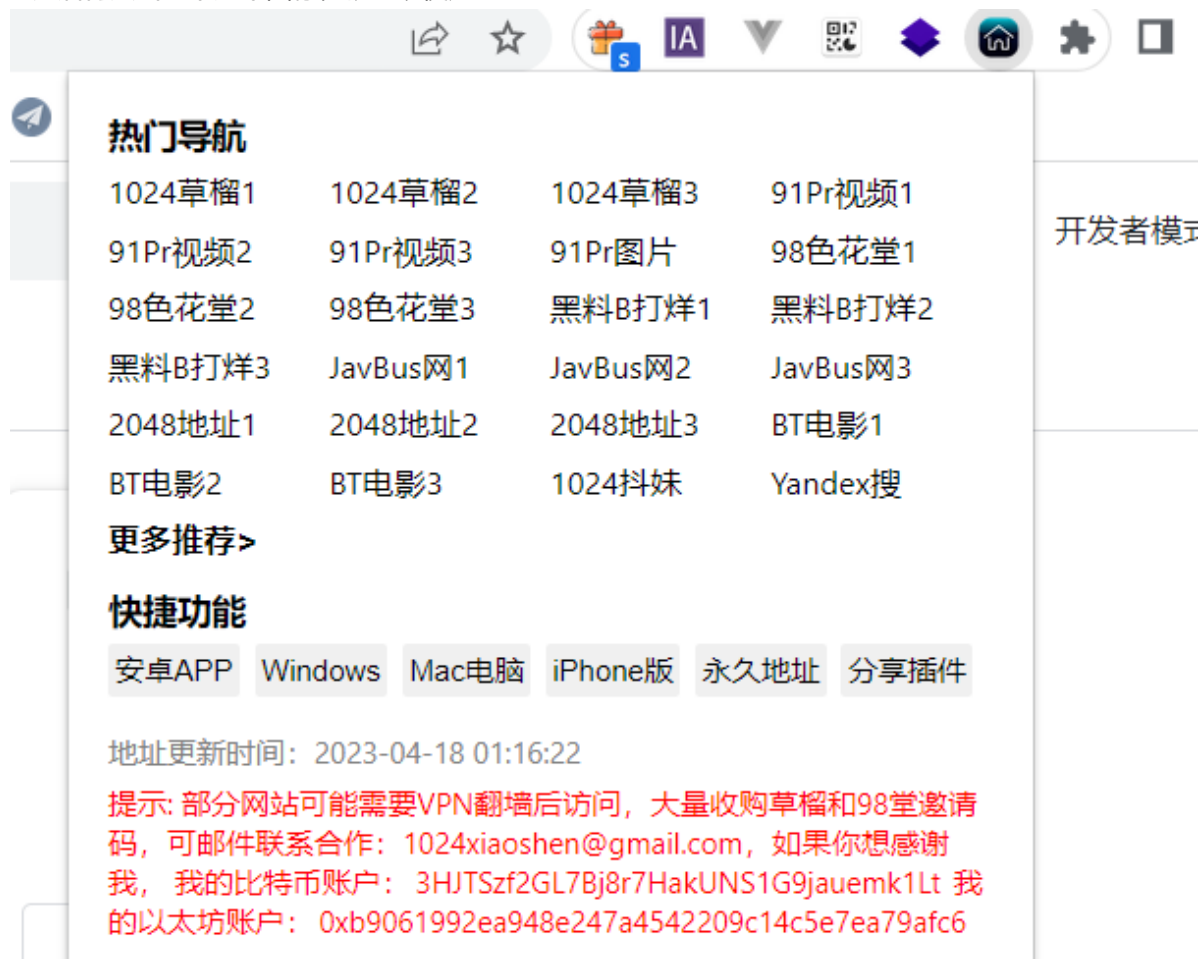 S
IA
热门导航
1024草榴1 1024草榴2 1024草榴3 91Pr视频1
91Pr视频2 91Pr视频3 91Pr图片 98色花堂1
开发者模式
98色花堂2 98色花堂3 黑料B打烊1 黑料B打烊2
黑料B打烊3 JavBus网1 JavBus网2 JavBus网3
2048地址1 2048地址2 2048地址3 BT电影1
BT电影2 BT电影3 1024抖妹 Yandex搜
更多推荐>
快捷功能
安卓APP Windows Mac电脑 iPhone版 永久地址 分享插件
地址更新时间：2023-04-18 01:16:22
提示: 部分网站可能需要VPN翻墙后访问，大量收购草榴和98堂邀请
码，可邮件联系合作：1024xiaoshen@gmail.com，如果你想感谢
我， 我的比特币账户： 3HJTSzf2GL7Bj8r7HakUNS1G9jauemk1Lt 我
的以太坊账户： 0xb9061992ea948e247a4542209c14c5e7ea79afc6